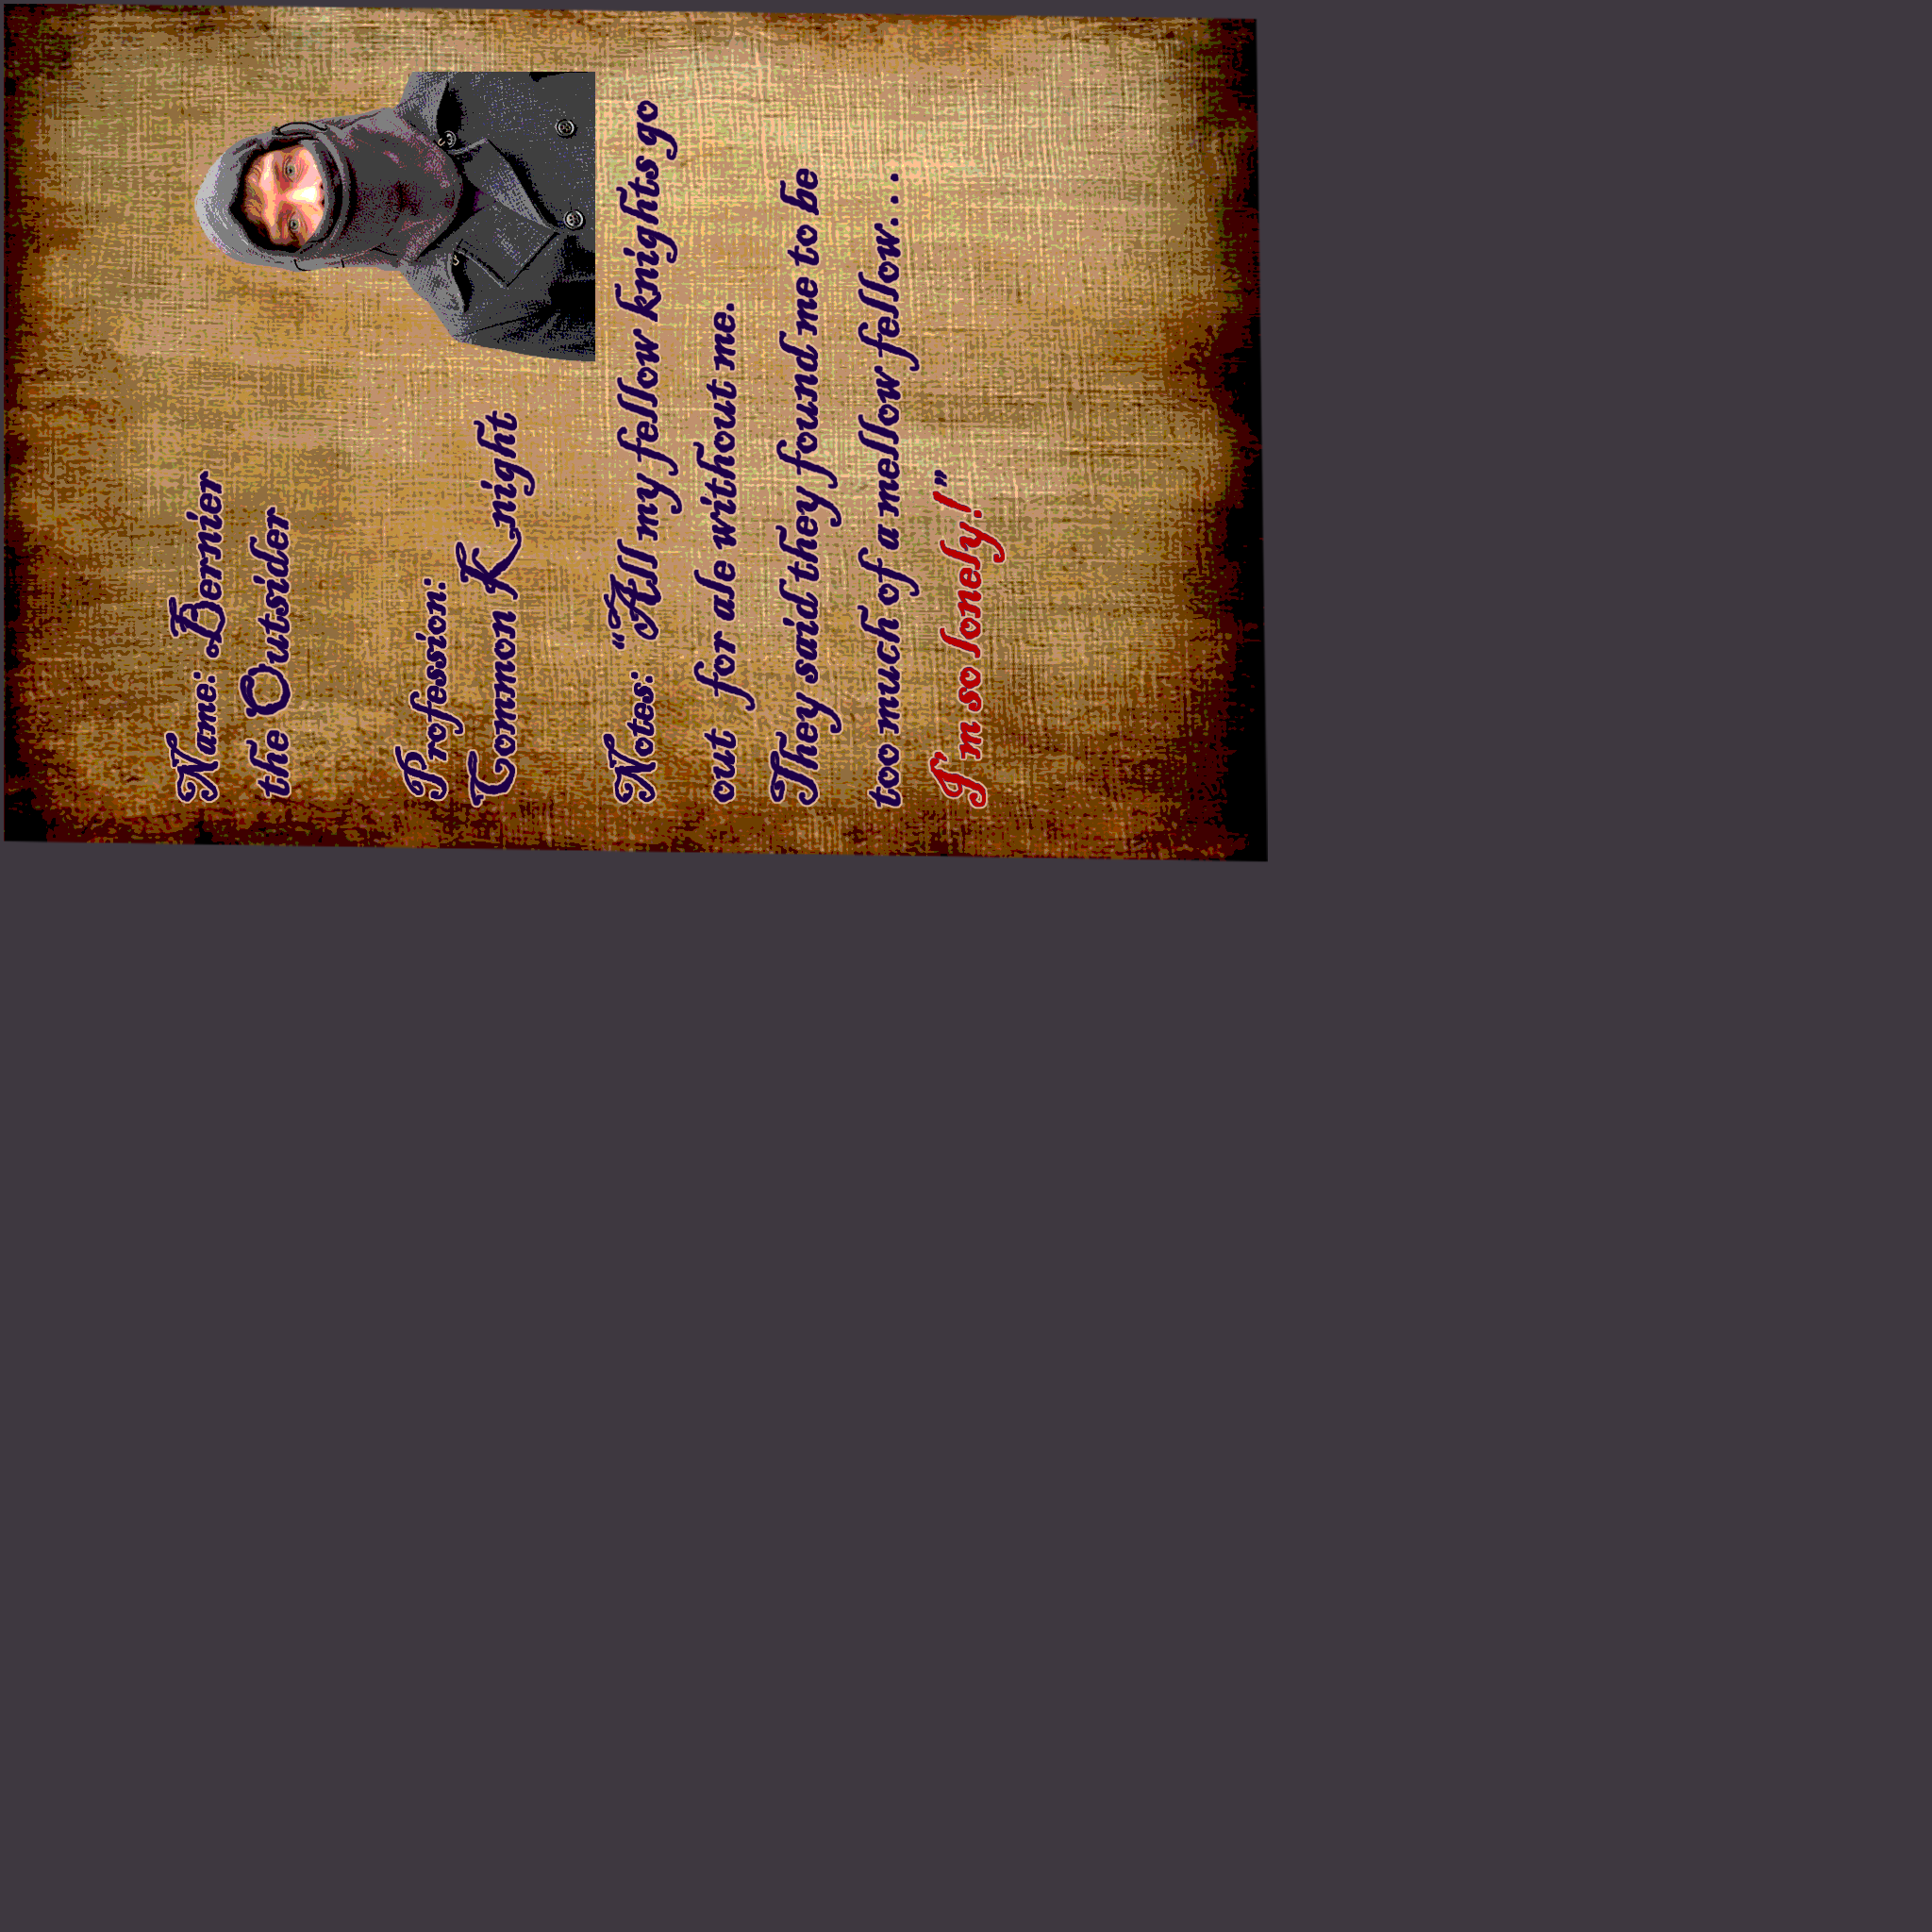 Name: Bernier
the Outsider
Profession:
Common Knight
Notes: "All my fellow knights go
out for ale without me.
They said they found me to be
too much of a mellow fellow...
I'm so lonely!"